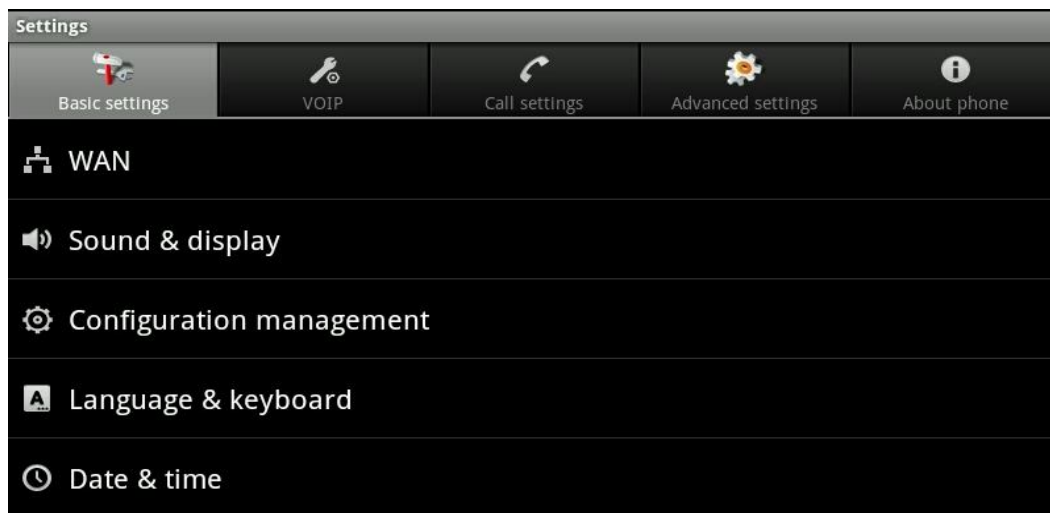 Settings
Basic settings
VOIP
Call settings
Advanced settings
About phone
WAN
Sound & display
Configuration management
Language & keyboard
Date & time